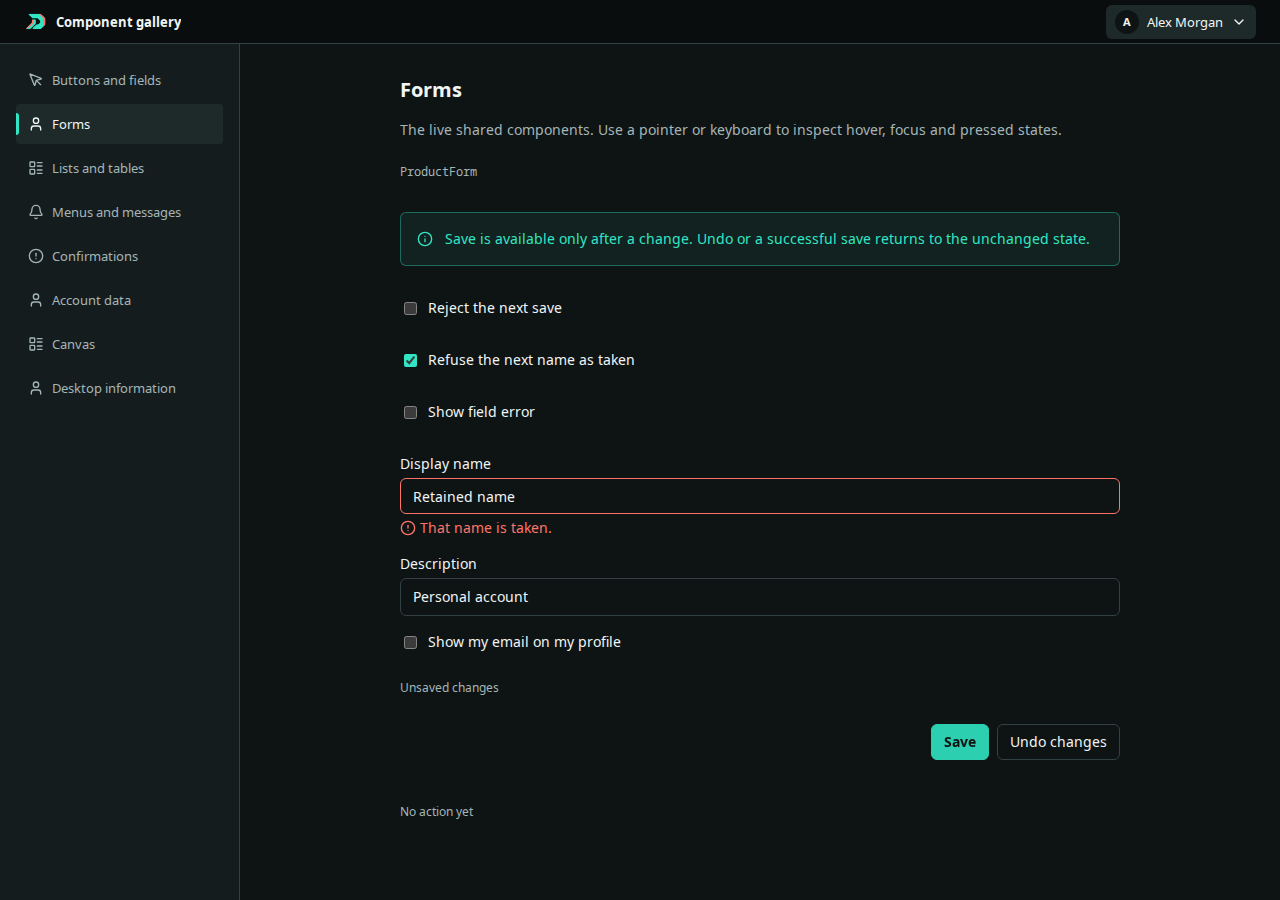 Component gallery
A
Alex Morgan
Buttons and fields
Forms
Lists and tables
Menus and messages
Confirmations
Account data
Canvas
Desktop information
Forms
The live shared components. Use a pointer or keyboard to inspect hover, focus and pressed states.
ProductForm
Save is available only after a change. Undo or a successful save returns to the unchanged state.
Reject the next save
Refuse the next name as taken
Show field error
Display name
Retained name
That name is taken.
Description
Personal account
Show my email on my profile
Unsaved changes
Save
Undo changes
No action yet